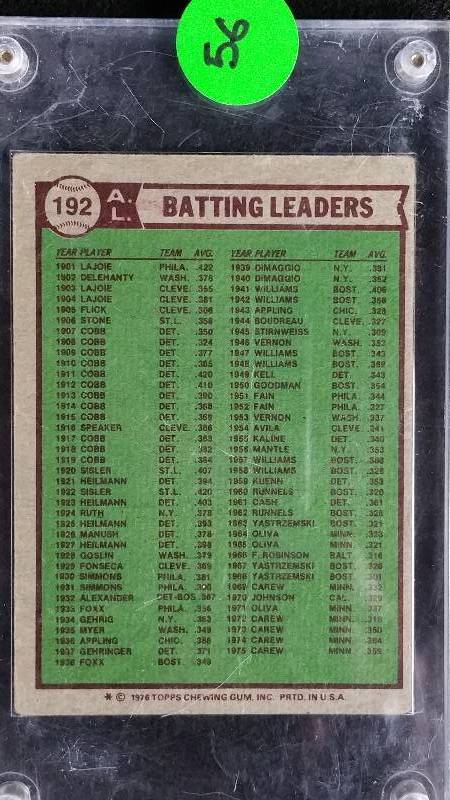 56
192
A.L.
BATTING LEADERS
YEAR PLAYER TEAM AVG.
1901 LAJOIE PHILA. .422
1902 DELEHANTY WASH. .376
1903 LAJOIE CLEVE. .355
1904 LAJOIE CLEVE. .381
1905 FLICK CLEVE. .306
1906 STONE ST.L. .358
1907 COBB DET. .350
1908 COBB DET. .324
1909 COBB DET. .377
1910 COBB DET. .385
1911 COBB DET. .420
1912 COBB DET. .410
1913 COBB DET. .390
1914 COBB DET. .368
1915 COBB DET. .369
1916 SPEAKER CLEVE. .386
1917 COBB DET. .383
1918 COBB DET. .382
1919 COBB DET. .384
1920 SISLER ST.L. .407
1921 HEILMANN DET. .394
1922 SISLER ST.L. .420
1923 HEILMANN DET. .403
1924 RUTH N.Y. .378
1925 HEILMANN DET. .393
1926 MANUSH DET. .378
1927 HEILMANN DET. .398
1928 GOSLIN WASH. .379
1929 FONSECA CLEVE. .369
1930 SIMMONS PHILA. .381
1931 SIMMONS PHILA.
1932 ALEXANDER DET-BOS .367
1933 FOXX PHILA. .356
1934 GEHRIG N.Y. .363
1935 MYER WASH. .349
1936 APPLING CHIC. .388
1937 GEHRINGER DET. .371
1938 FOXX BOST. .349
YEAR PLAYER TEAM AVG.
1939 DIMAGGIO N.Y. .381
1940 DIMAGGIO N.Y. .352
1941 WILLIAMS BOST. .406
1942 WILLIAMS BOST. .356
1943 APPLING CHIC. .328
1944 BOUDREAU CLEVE. .327
1945 STIRNWEISS N.Y. .309
1946 VERNON WASH. .353
1947 WILLIAMS BOST. .343
1948 WILLIAMS BOST. .369
1949 KELL DET. .343
1950 GOODMAN BOST. .354
1951 FAIN PHILA. .344
1952 FAIN PHILA. .327
1953 VERNON WASH. .337
1954 AVILA CLEVE. .341
1955 KALINE DET. .340
1956 MANTLE N.Y. .353
1957 WILLIAMS BOST. .388
1958 WILLIAMS BOST. .328
1959 KUENN DET. .353
1960 RUNNELS BOST. .320
1961 CASH DET. .361
1962 RUNNELS BOST. .326
1963 YASTRZEMSKI BOST. .321
1964 OLIVA MINN. .323
1965 OLIVA MINN. .321
1966 F. ROBINSON BALT. .316
1967 YASTRZEMSKI BOST. .326
1968 YASTRZEMSKI BOST. .301
1969 CAREW MINN. .332
1970 JOHNSON CAL. .329
1971 OLIVA MINN. .337
1972 CAREW MINN. .318
1973 CAREW MINN. .350
1974 CAREW MINN. .364
1975 CAREW MINN. .359
* © 1976 TOPPS CHEWING GUM, INC. PRTD. IN U.S.A.